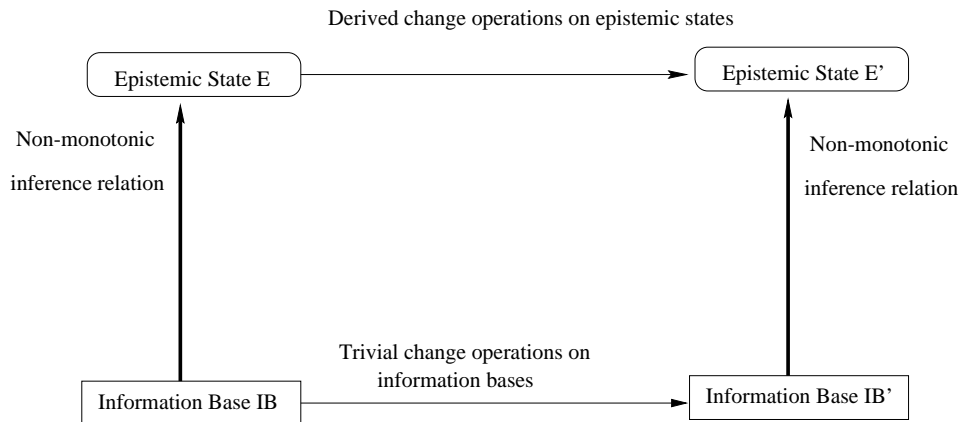 Derived change operations on epistemic states
Epistemic State E
Epistemic State E’
Non-monotonic
inference relation
Non-monotonic
inference relation
Trivial change operations on
information bases
Information Base IB
Information Base IB’